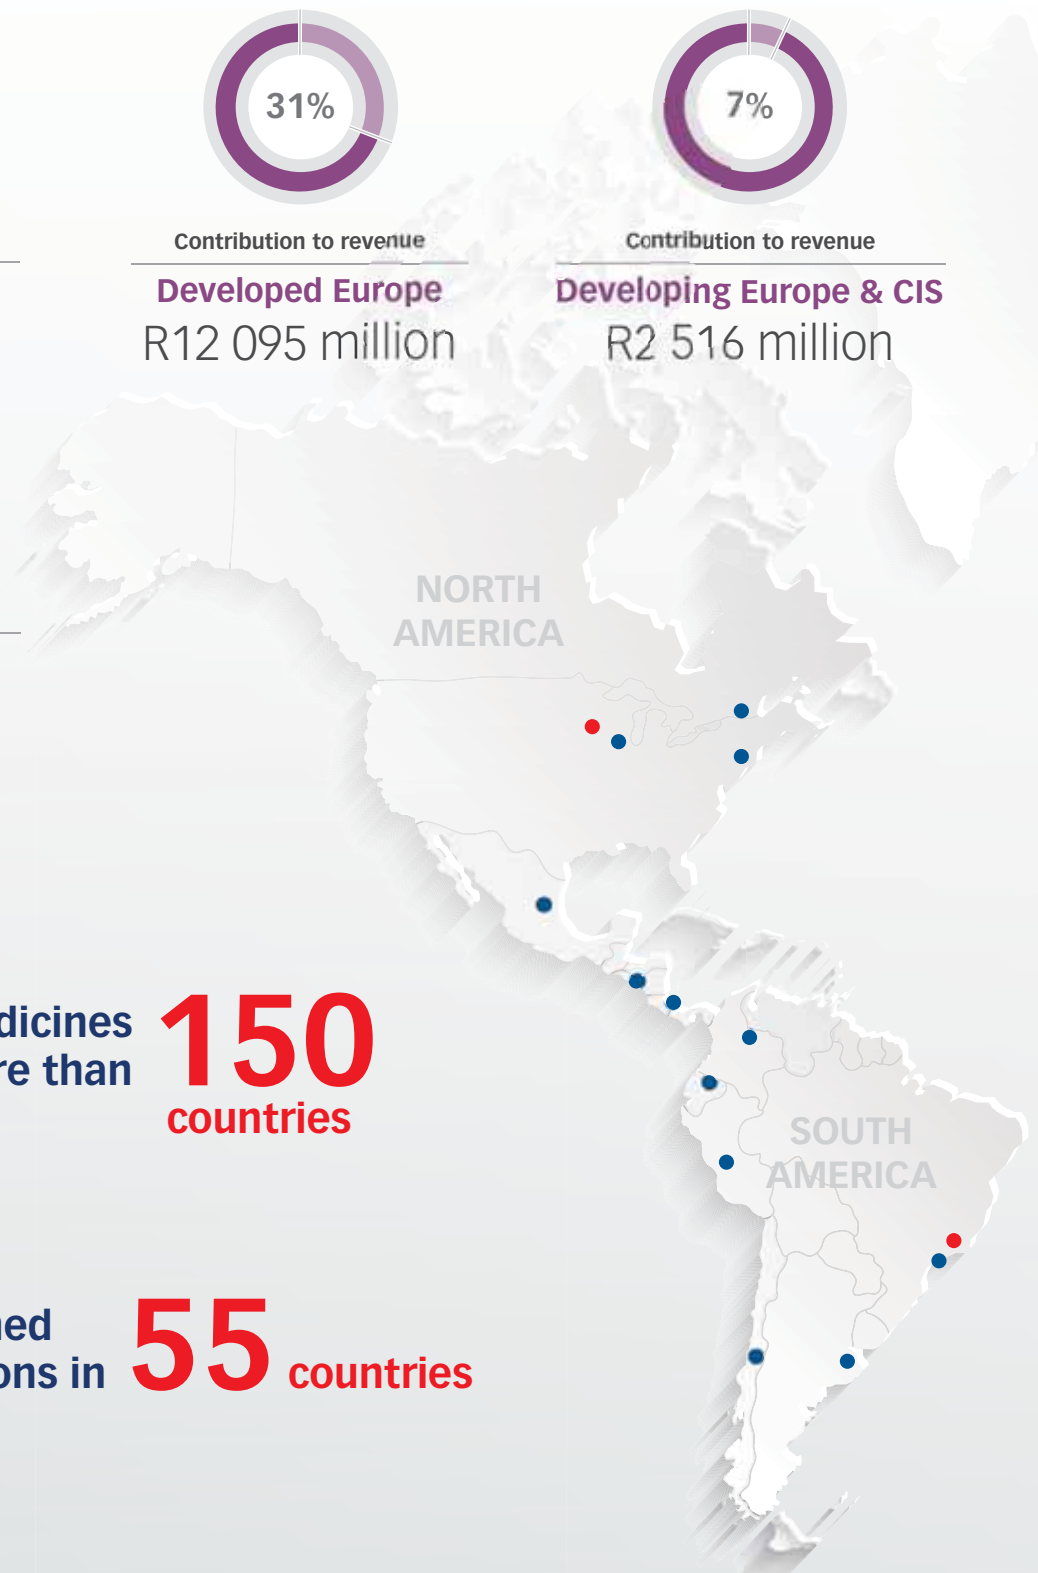 31%
7%
Contribution to revenue
Contribution to revenue
Developed Europe
Developing Europe & CIS
R12 095 million
R2 516 million
NORTH
AMERICA
dicines
re than
150
countries
SOUTH
AMERICA
ned
ons in
55 countries